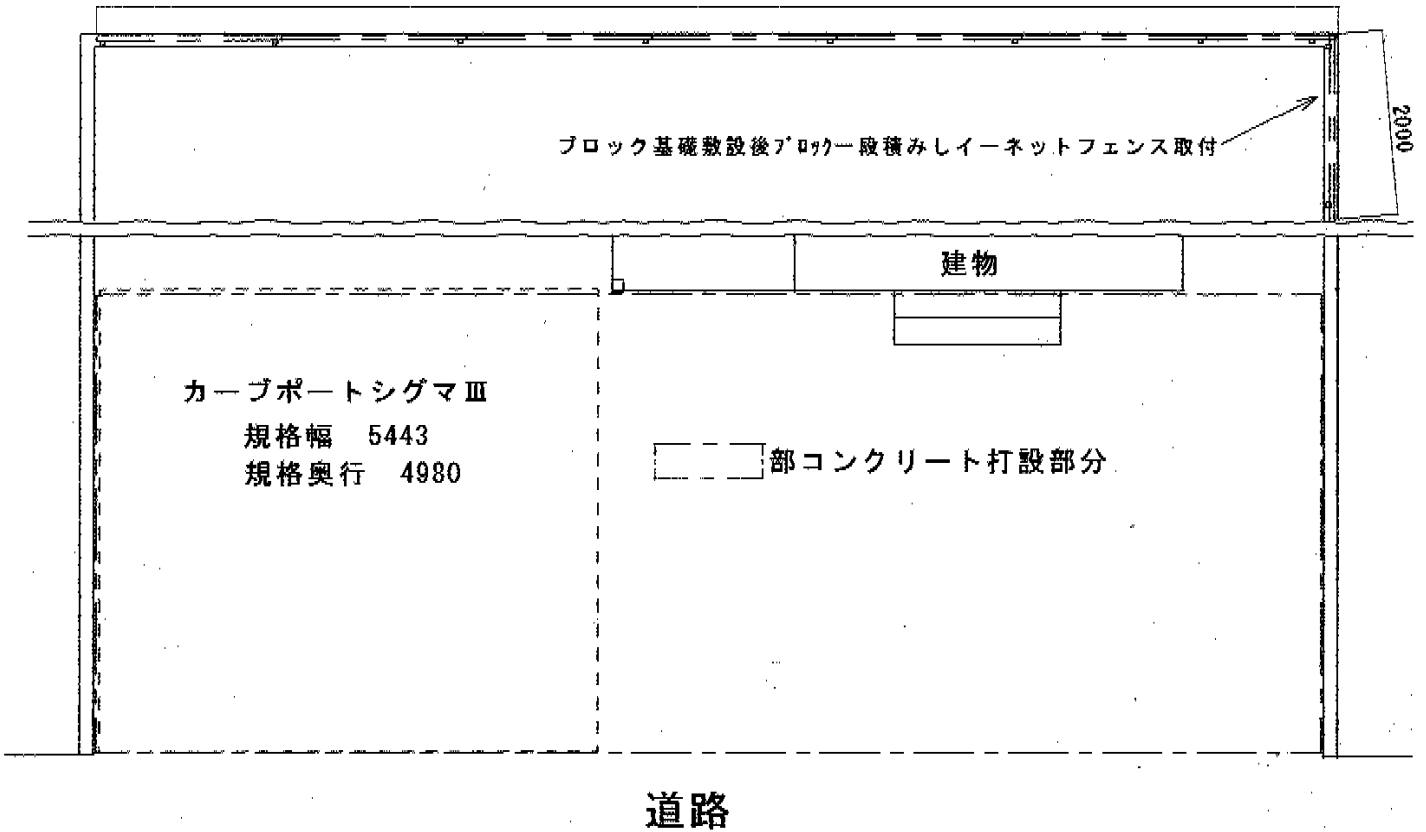 2000
ブロック基礎敷設後ブロック一段積みしイーネットフェンス取付
建物
カーブポートシグマⅢ
規格幅 5443
規格奥行 4980
部コンクリート打設部分
道路